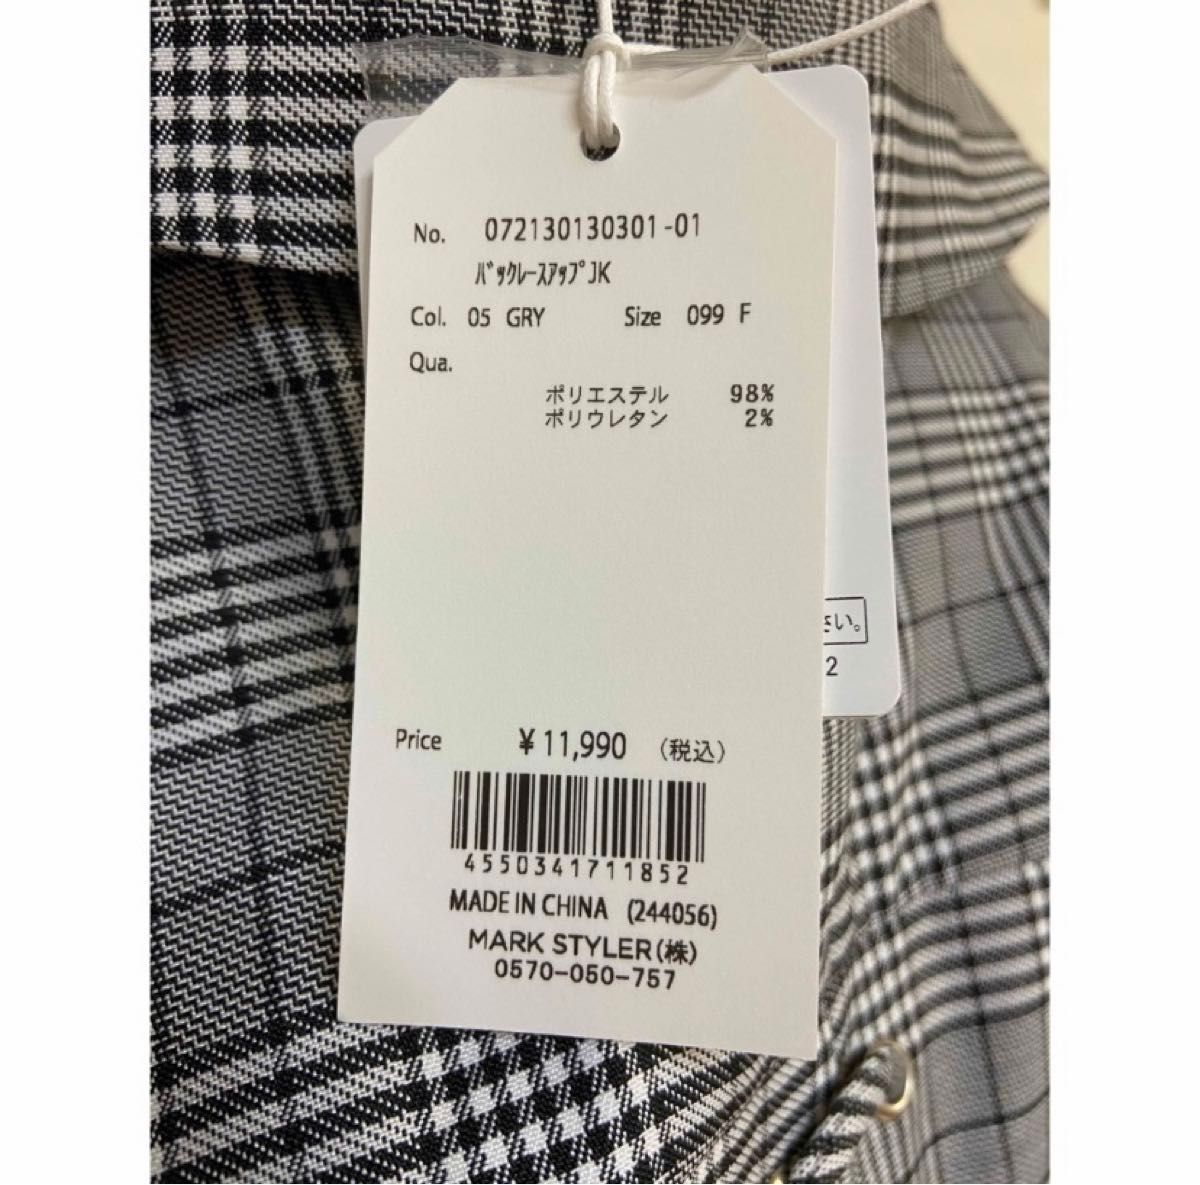 No. 072130130301-01
ﾊﾞｯｸﾚｰｽｱｯﾌﾟJK
Col. 05 GRY Size 099 F
Qua.
ポリエステル 98%
ポリウレタン 2%
さい。
2
Price ¥11,990 (税込)
4550341711852
MADE IN CHINA (244056)
MARK STYLER(株)
0570-050-757